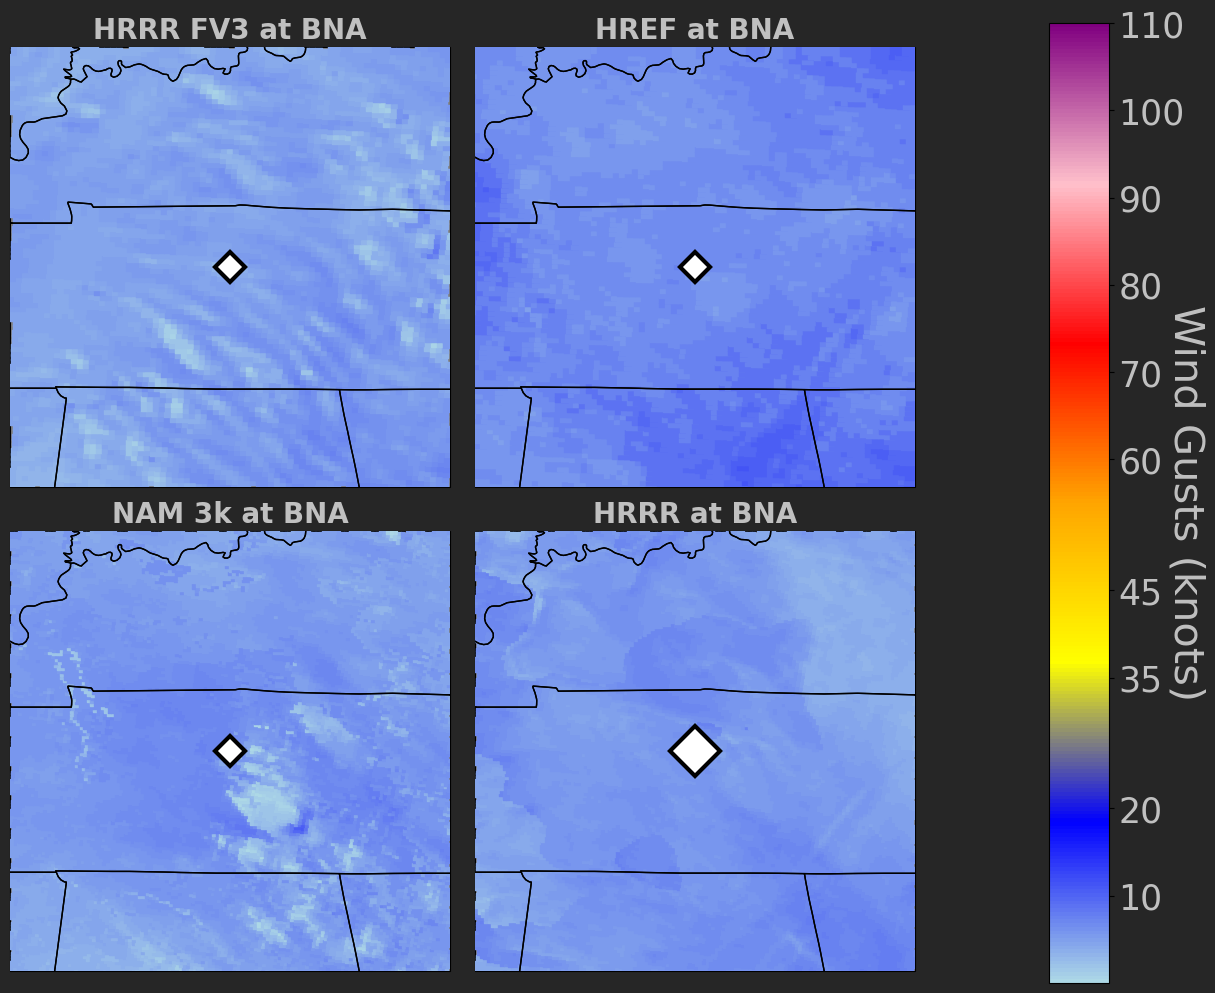 HRRR FV3 at BNA
HREF at BNA
NAM 3k at BNA
HRRR at BNA
110
100
90
80
70
60
45
35
20
10
Wind Gusts (knots)